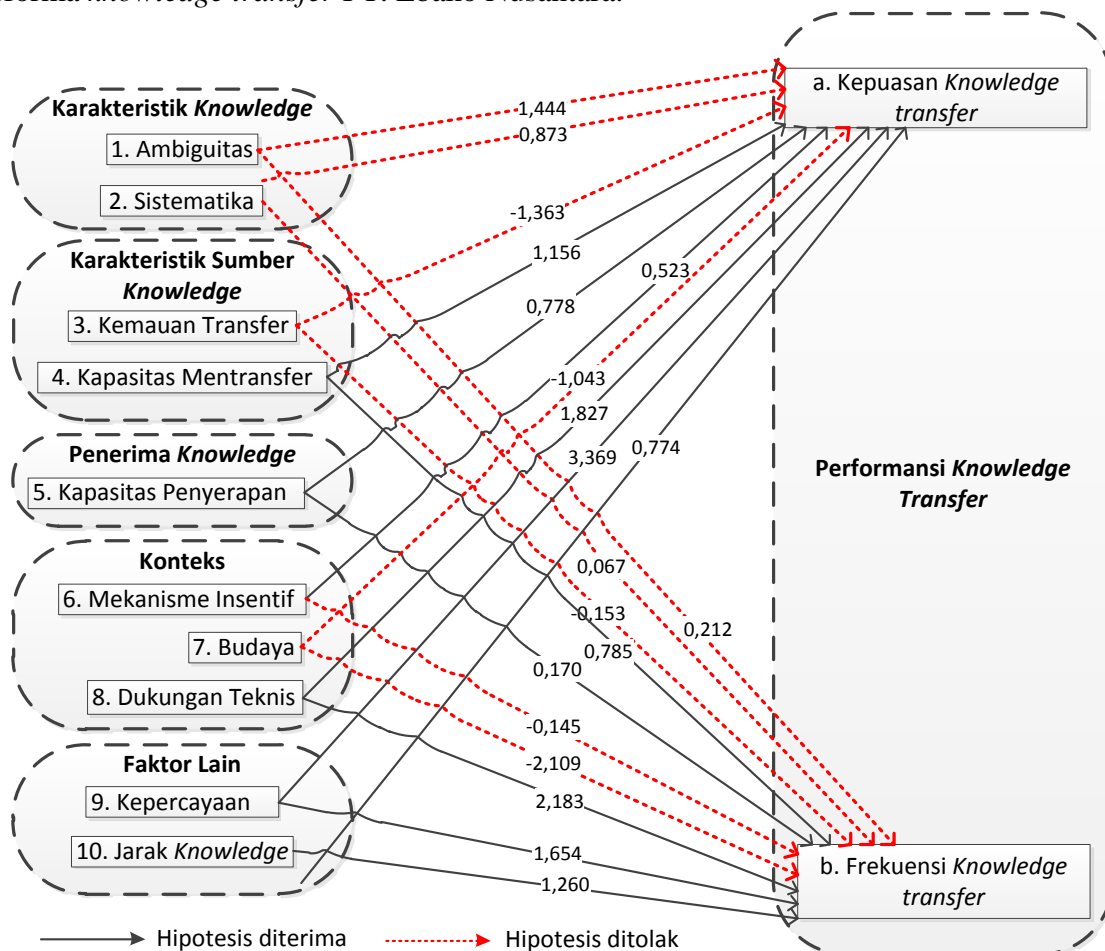 knowledge transfer
Karakteristik Knowledge
1. Ambiguitas
2. Sistematika
Karakteristik Sumber
Knowledge
3. Kemauan Transfer
4. Kapasitas Mentransfer
Penerima Knowledge
5. Kapasitas Penyerapan
Konteks
6. Mekanisme Insentif
7. Budaya
8. Dukungan Teknis
Faktor Lain
9. Kepercayaan
10. Jarak Knowledge
1,444
0,873
-1,363
1,156
0,523
0,778
-1,043
1,827
3,369
0,774
0,067
-0,153
0,212
0,785
0,170
-0,145
-2,109
2,183
1,654
1,260
a. Kepuasan Knowledge
transfer
Performansi Knowledge
Transfer
b. Frekuensi Knowledge
transfer
Hipotesis diterima
Hipotesis ditolak